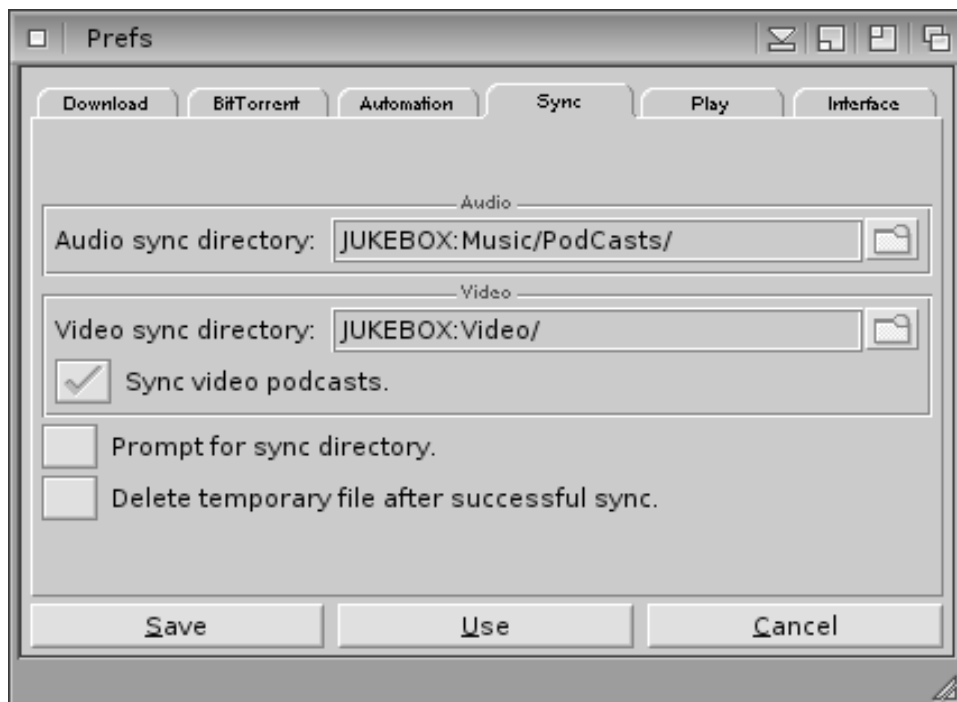 Prefs
Download BitTorrent Automation Sync Play Interface
Audio
Audio sync directory: JUKEBOX:Music/PodCasts/
Video
Video sync directory: JUKEBOX:Video/
Sync video podcasts.
Prompt for sync directory.
Delete temporary file after successful sync.
Save Use Cancel